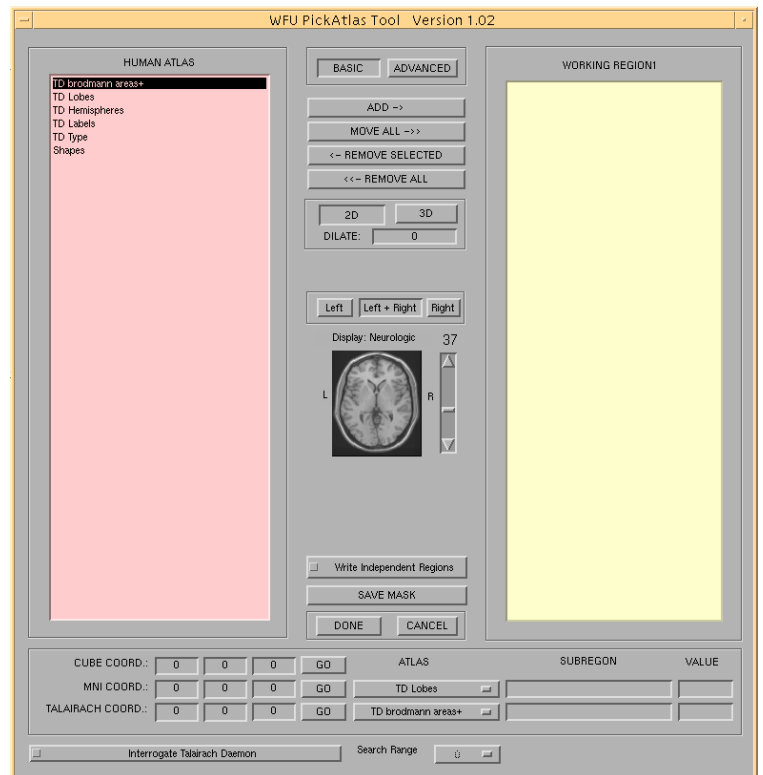 WFU PickAtlas Tool Version 1.02
HUMAN ATLAS
TD brodmann areas+
TD Lobes
TD Hemispheres
TD Labels
TD Type
Shapes
BASIC ADVANCED
ADD ->
MOVE ALL ->>
<- REMOVE SELECTED
<<- REMOVE ALL
2D 3D
DILATE: 0
Left Left + Right Right
Display: Neurologic 37
L R
Write Independent Regions
SAVE MASK
DONE CANCEL
WORKING REGION1
CUBE COORD.: 0 0 0 GO ATLAS SUBREGON VALUE
MNI COORD.: 0 0 0 GO TD Lobes
TALAIRACH COORD.: 0 0 0 GO TD brodmann areas+
Interrogate Talairach Daemon Search Range